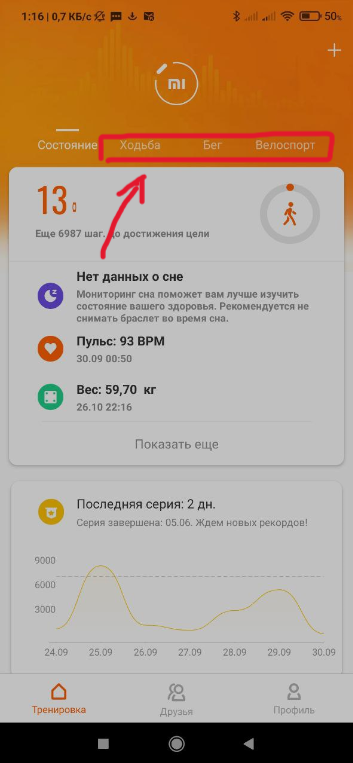 1:16 | 0,7 КБ/с
50%
mi
Состояние Ходьба Бег Велоспорт
13
Еще 6987 шаг. до достижения цели
Нет данных о сне
Мониторинг сна поможет вам лучше изучить
состояние вашего здоровья. Рекомендуется не
снимать браслет во время сна.
Пульс: 93 BPM
30.09 00:50
Вес: 59,70 кг
26.10 22:16
Показать еще
Последняя серия: 2 дн.
Серия завершена: 05.06. Ждем новых рекордов!
9000
6000
3000
24.09 25.09 26.09 27.09 28.09 29.09 30.09
Тренировка Друзья Профиль